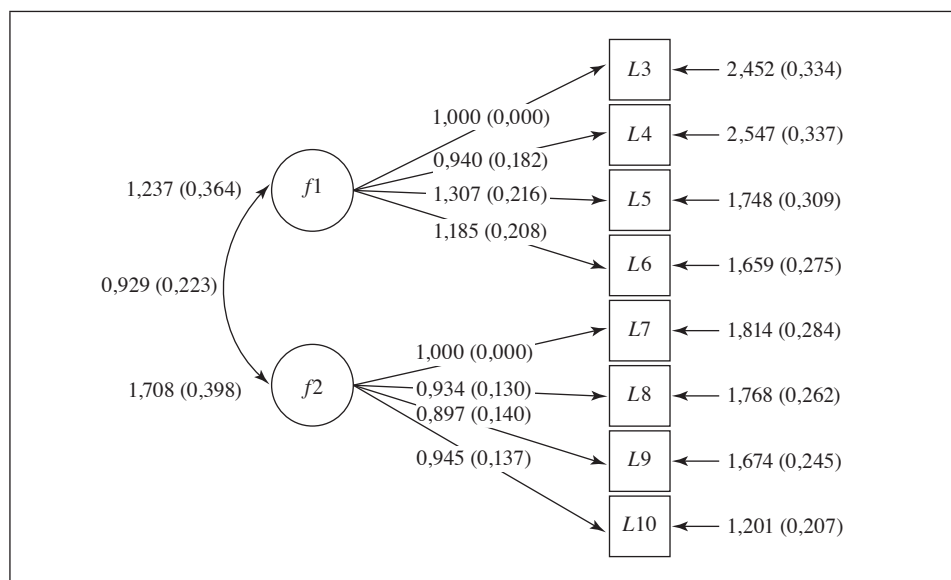 L3
2,452 (0,334)
1,000 (0,000)
L4
2,547 (0,337)
0,940 (0,182)
1,237 (0,364)
f1
1,307 (0,216)
L5
1,748 (0,309)
1,185 (0,208)
L6
1,659 (0,275)
0,929 (0,223)
L7
1,814 (0,284)
1,000 (0,000)
1,708 (0,398)
f2
0,934 (0,130)
L8
1,768 (0,262)
0,897 (0,140)
0,945 (0,137)
L9
1,674 (0,245)
L10
1,201 (0,207)